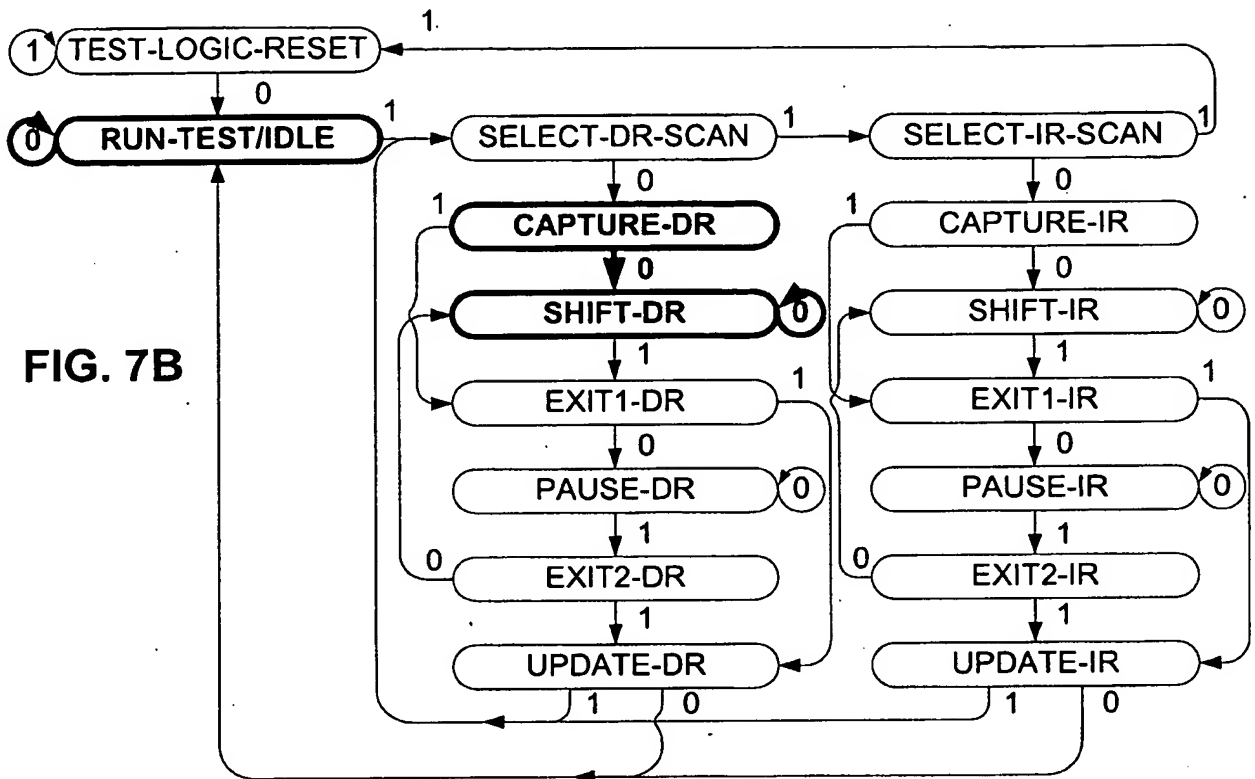 1
1 TEST-LOGIC-RESET
0
1
0 RUN-TEST/IDLE
SELECT-DR-SCAN
1
SELECT-IR-SCAN
1
0
0
1
CAPTURE-DR
1
CAPTURE-IR
0
0
SHIFT-DR 0
SHIFT-IR 0
FIG. 7B
1
1
EXIT1-DR 1
EXIT1-IR 1
0
0
PAUSE-DR 0
PAUSE-IR 0
1
1
0 EXIT2-DR
0 EXIT2-IR
1
1
UPDATE-DR
UPDATE-IR
1 0
1 0